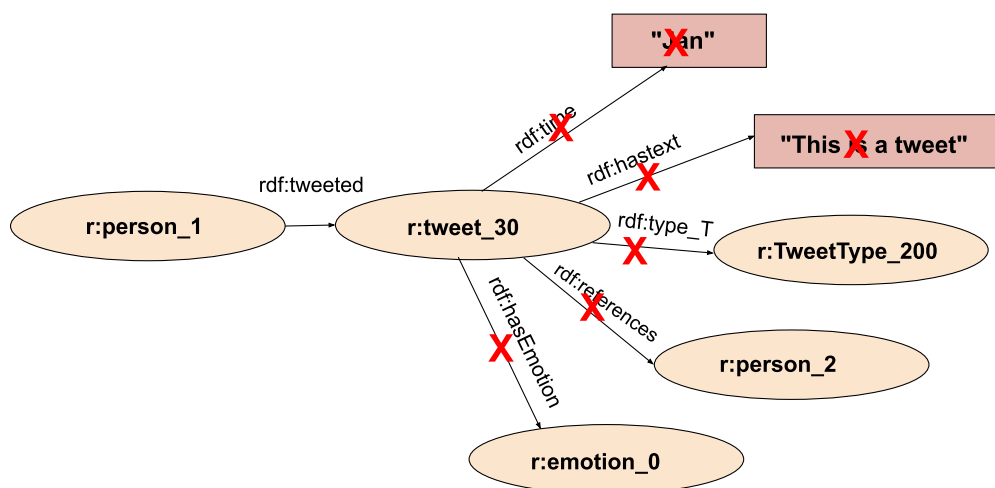 "Jan"
rdf:time
"This is a tweet"
rdf:hastext
rdf:tweeted
rdf:type_T
r:person_1
r:tweet_30
r:TweetType_200
rdf:references
rdf:hasEmotion
r:person_2
r:emotion_0
X
X
X
X
X
X
X